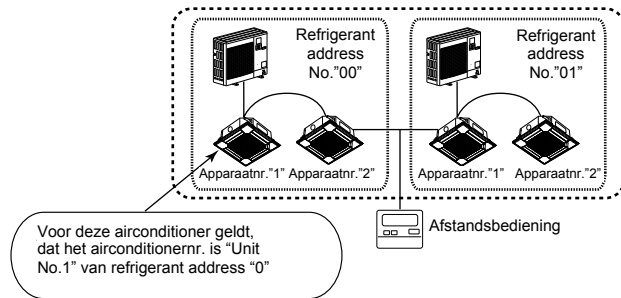 Refrigerant
address
No."00"
Refrigerant
address
No."01"
Apparaatnr."1" Apparaatnr."2"
Apparaatnr."1" Apparaatnr."2"
Afstandsbediening
Voor deze airconditioner geldt,
dat het airconditionernr. is “Unit
No.1” van refrigerant address “0”